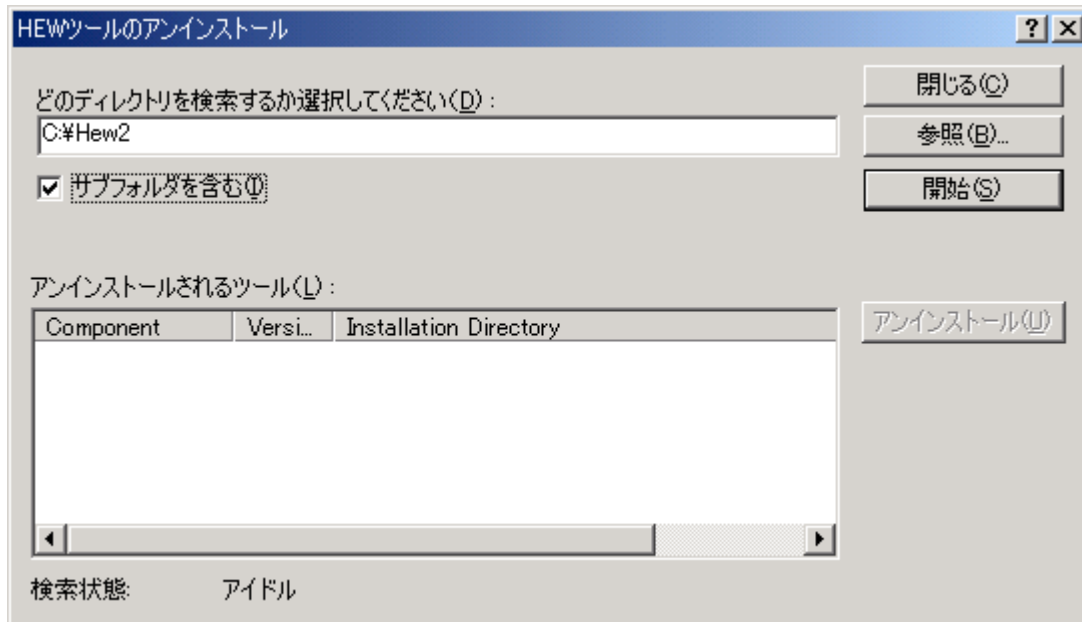 HEWツールのアンインストール
どのディレクトリを検索するか選択してください(D):
C:¥Hew2
サブフォルダを含む(I)
閉じる(C)
参照(B)...
開始(S)
アンインストールされるツール(L):
Component Versi... Installation Directory
アンインストール(U)
検索状態: アイドル